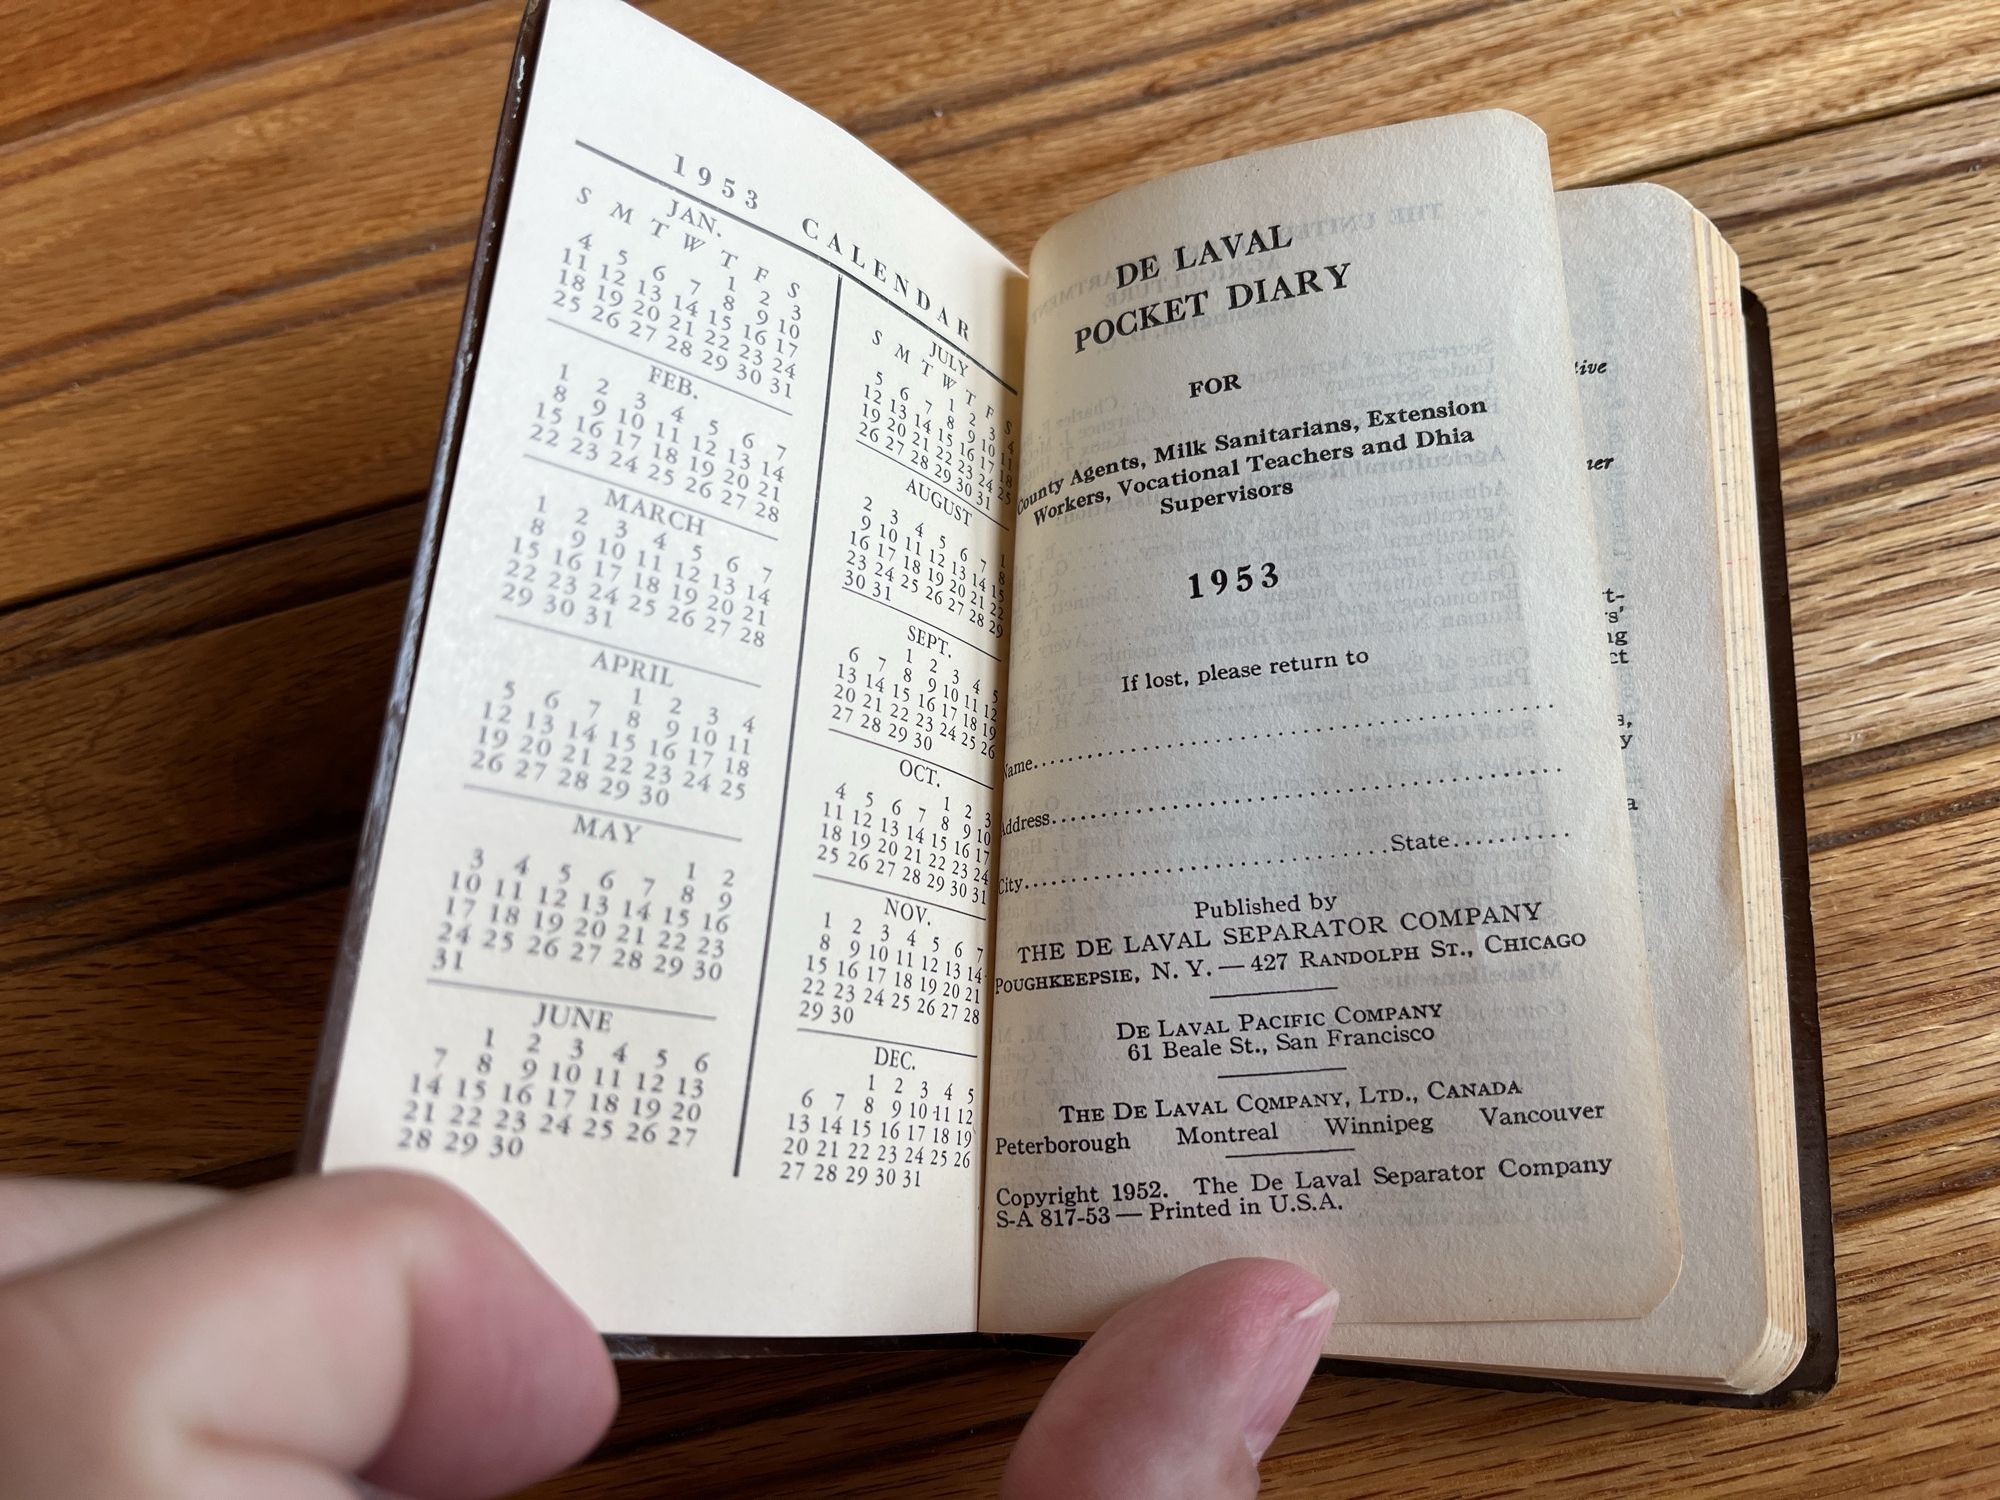 1953 CALENDAR
JAN.
S M T W T F S
1 2 3
4 5 6 7 8 9 10
11 12 13 14 15 16 17
18 19 20 21 22 23 24
25 26 27 28 29 30 31
FEB.
1 2 3 4 5 6 7
8 9 10 11 12 13 14
15 16 17 18 19 20 21
22 23 24 25 26 27 28
MARCH
1 2 3 4 5 6 7
8 9 10 11 12 13 14
15 16 17 18 19 20 21
22 23 24 25 26 27 28
29 30 31
APRIL
1 2 3 4
5 6 7 8 9 10 11
12 13 14 15 16 17 18
19 20 21 22 23 24 25
26 27 28 29 30
MAY
1 2
3 4 5 6 7 8 9
10 11 12 13 14 15 16
17 18 19 20 21 22 23
24 25 26 27 28 29 30
31
JUNE
1 2 3 4 5 6
7 8 9 10 11 12 13
14 15 16 17 18 19 20
21 22 23 24 25 26 27
28 29 30
JULY
S M T W T F S
1 2 3 4
5 6 7 8 9 10 11
12 13 14 15 16 17 18
19 20 21 22 23 24 25
26 27 28 29 30 31
AUGUST
1
2 3 4 5 6 7 8
9 10 11 12 13 14 15
16 17 18 19 20 21 22
23 24 25 26 27 28 29
30 31
SEPT.
1 2 3 4 5
6 7 8 9 10 11 12
13 14 15 16 17 18 19
20 21 22 23 24 25 26
27 28 29 30
OCT.
1 2 3
4 5 6 7 8 9 10
11 12 13 14 15 16 17
18 19 20 21 22 23 24
25 26 27 28 29 30 31
NOV.
1 2 3 4 5 6 7
8 9 10 11 12 13 14
15 16 17 18 19 20 21
22 23 24 25 26 27 28
29 30
DEC.
1 2 3 4 5
6 7 8 9 10 11 12
13 14 15 16 17 18 19
20 21 22 23 24 25 26
27 28 29 30 31
DE LAVAL
POCKET DIARY
FOR
County Agents, Milk Sanitarians, Extension
Workers, Vocational Teachers and Dhia
Supervisors
1953
If lost, please return to
Name
Address
City State
Published by
THE DE LAVAL SEPARATOR COMPANY
POUGHKEEPSIE, N. Y. — 427 RANDOLPH ST., CHICAGO
DE LAVAL PACIFIC COMPANY
61 Beale St., San Francisco
THE DE LAVAL COMPANY, LTD., CANADA
Peterborough Montreal Winnipeg Vancouver
Copyright 1952. The De Laval Separator Company
S-A 817-53 — Printed in U.S.A.